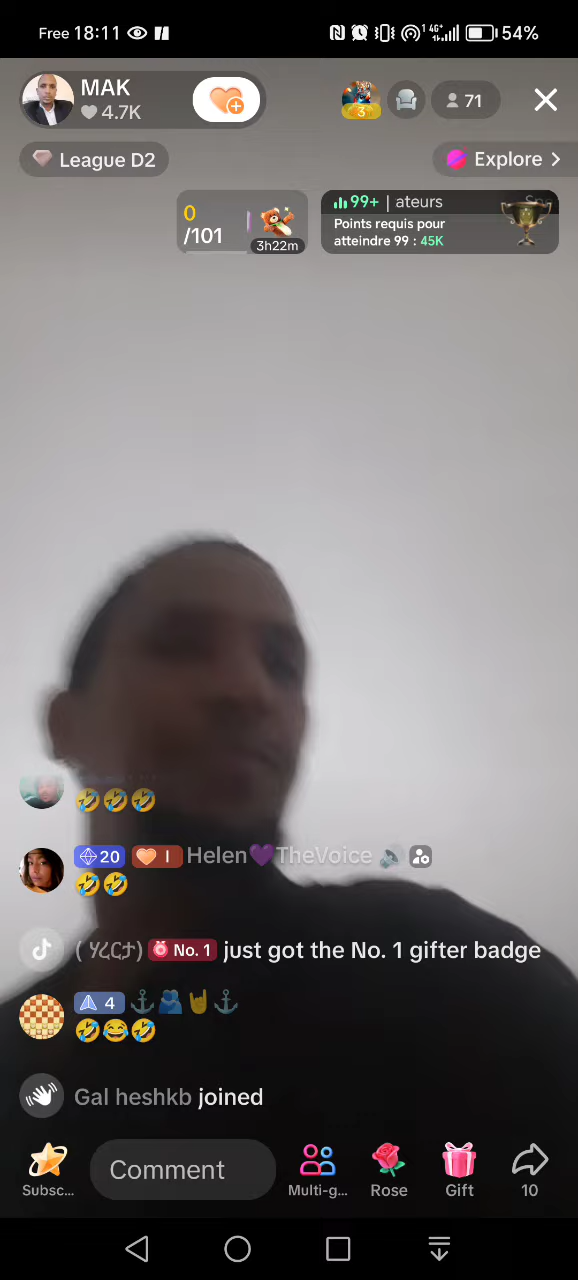 Free 18:11
54%
MAK
4.7K
3
71
League D2
Explore
0
/101
3h22m
99+ | ateurs
Points requis pour
atteindre 99 : 45K
🤣🤣🤣
20 I Helen💜TheVoice 🔊
🤣🤣
( ሃረርታ) No. 1 just got the No. 1 gifter badge
4 ⚓🫂🤘⚓
🤣😂🤣
Gal heshkb joined
Subsc...
Comment
Multi-g...
Rose
Gift
10